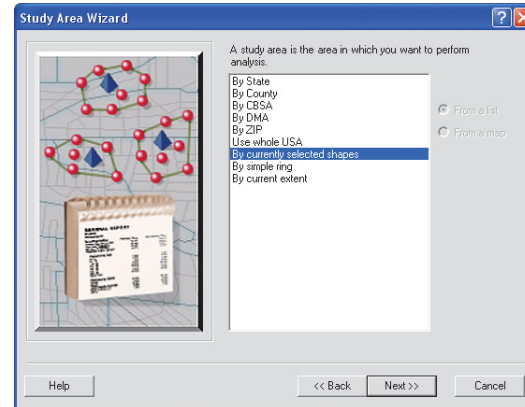 Study Area Wizard
A study area is the area in which you want to perform
analysis.
By State
By County
By CBSA
By DMA
By ZIP
Use whole USA
By currently selected shapes
By simple ring
By current extent
From a list
From a map
Help
<< Back
Next >>
Cancel